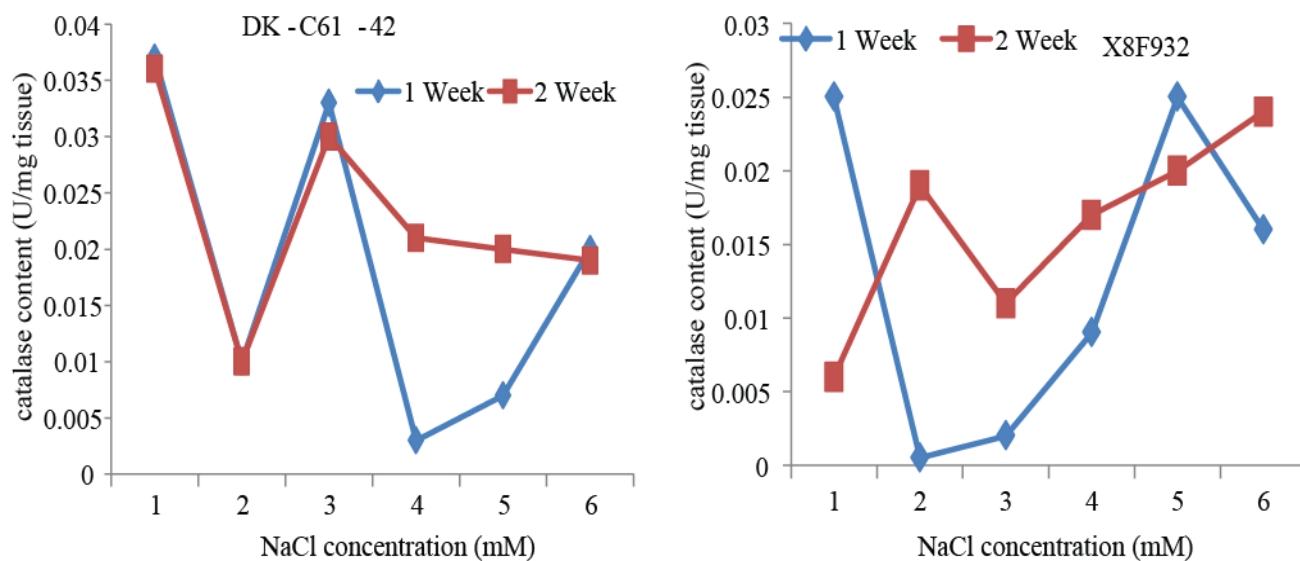 DK -C61 -42
1 Week 2 Week
catalase content (U/mg tissue)
0.04
0.035
0.03
0.025
0.02
0.015
0.01
0.005
0
1 2 3 4 5 6
NaCl concentration (mM)
1 Week 2 Week X8F932
catalase content (U/mg tissue)
0.03
0.025
0.02
0.015
0.01
0.005
0
1 2 3 4 5 6
NaCl concentration (mM)